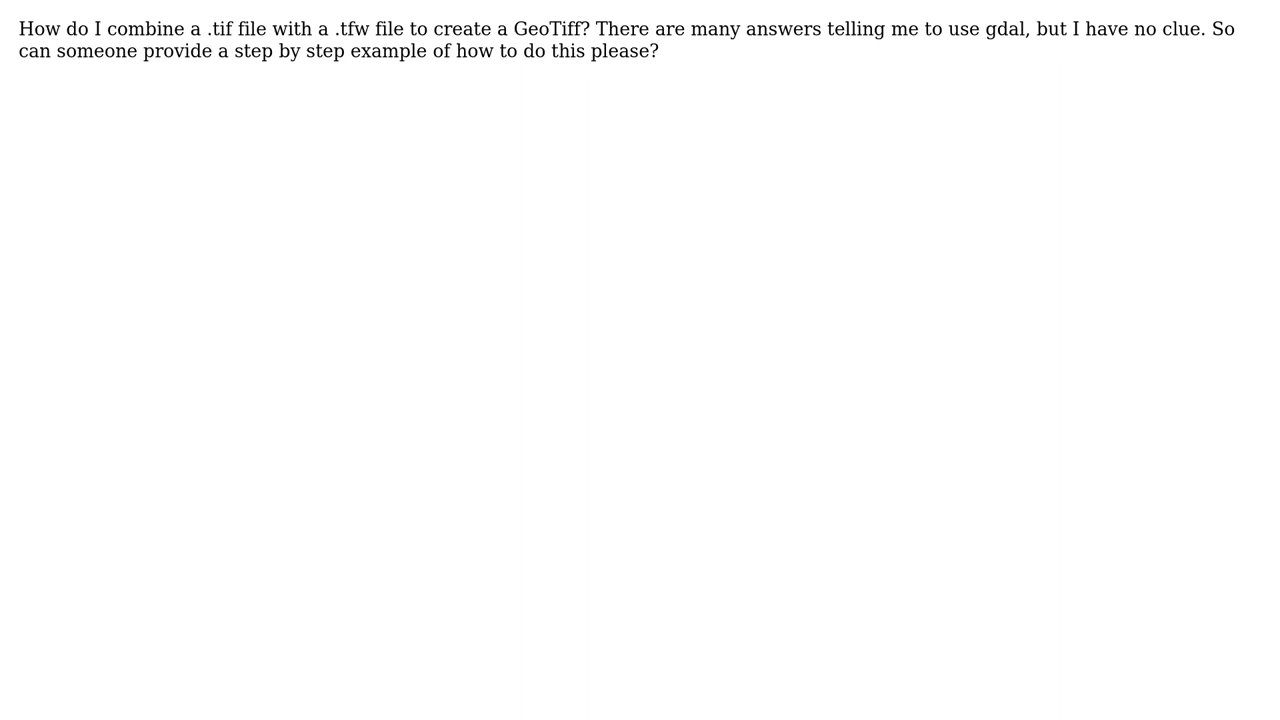 How do I combine a .tif file with a .tfw file to create a GeoTiff? There are many answers telling me to use gdal, but I have no clue. So
can someone provide a step by step example of how to do this please?